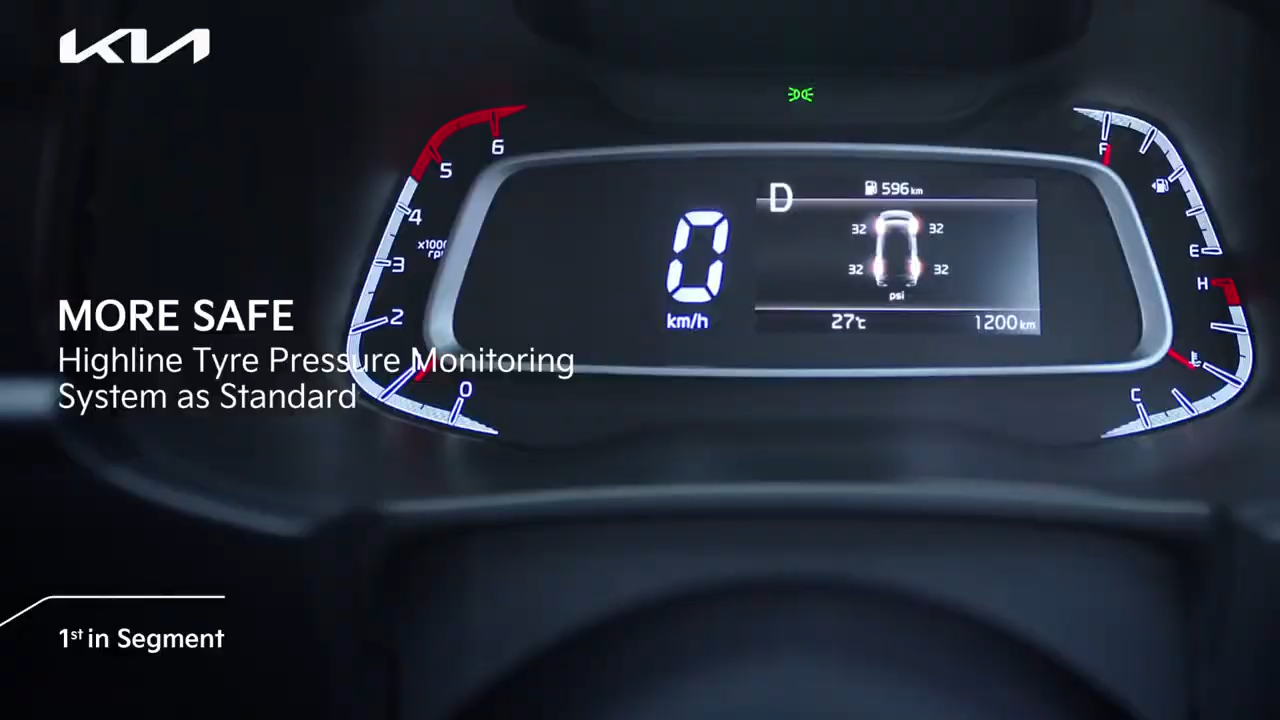 KIA
MORE SAFE
Highline Tyre Pressure Monitoring
System as Standard
1st in Segment
6
5
4
x1000
3
2
0
0
km/h
D
596 km
32 32
32 32
psi
27°c
1200 km
F
E
H
C